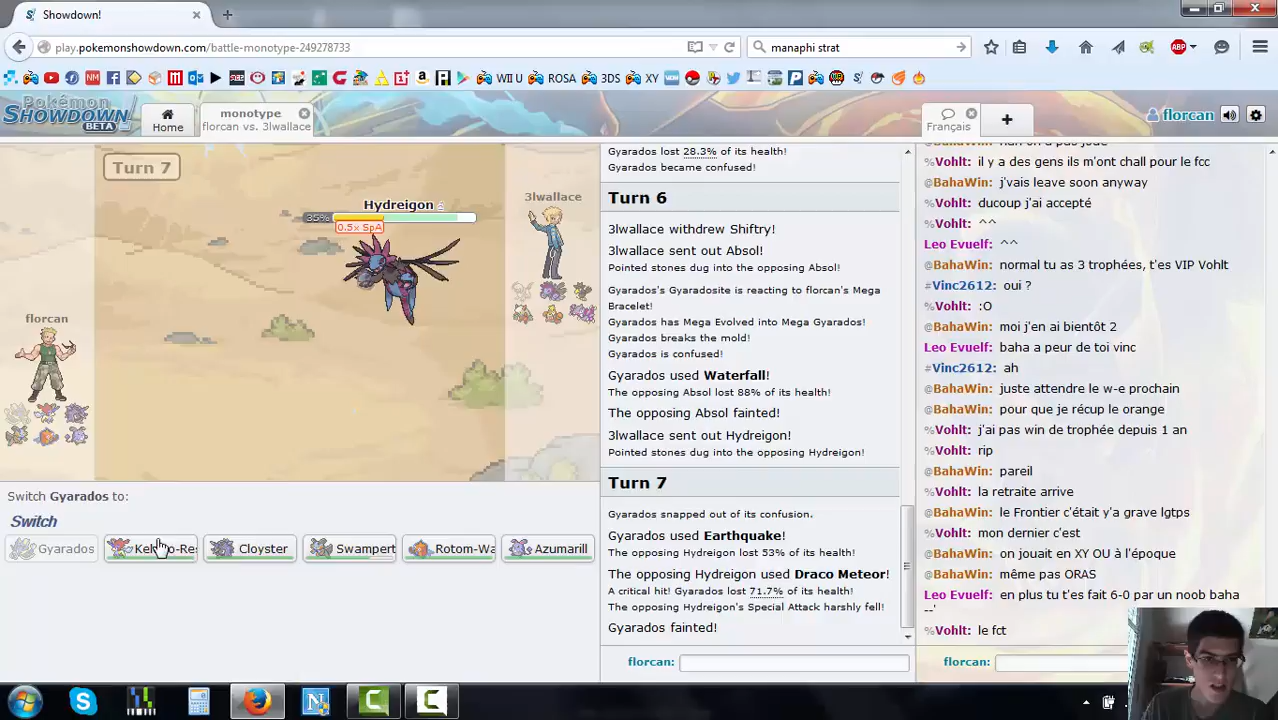 Showdown!
play.pokemonshowdown.com/battle-monotype-249278733
manaphi strat
ABP
WII U
ROSA
3DS
XY
Pokémon
SHOWDOWN
BETA
Home
monotype
florcan vs. 3lwallace
Français
florcan
Turn 7
Hydreigon
35%
0.5x SpA
3lwallace
florcan
Switch Gyarados to:
Switch
Gyarados
Cloyster
Swampert
Rotom-Wa
Azumarill
Gyarados lost 28.3% of its health!
Gyarados became confused!
Turn 6
3lwallace withdrew Shiftry!
3lwallace sent out Absol!
Pointed stones dug into the opposing Absol!
Gyarados's Gyaradosite is reacting to florcan's Mega
Bracelet!
Gyarados has Mega Evolved into Mega Gyarados!
Gyarados breaks the mold!
Gyarados is confused!
Gyarados used Waterfall!
The opposing Absol lost 88% of its health!
The opposing Absol fainted!
3lwallace sent out Hydreigon!
Pointed stones dug into the opposing Hydreigon!
Turn 7
Gyarados snapped out of its confusion.
Gyarados used Earthquake!
The opposing Hydreigon lost 53% of its health!
The opposing Hydreigon used Draco Meteor!
A critical hit! Gyarados lost 71.7% of its health!
The opposing Hydreigon's Special Attack harshly fell!
Gyarados fainted!
florcan:
%Vohlt: il y a des gens ils m'ont chall pour le fcc
@BahaWin: j'vais leave soon anyway
%Vohlt: ducoup j'ai accepté
%Vohlt: ^^
Leo Evuelf: ^^
@BahaWin: normal tu as 3 trophées, t'es VIP Vohlt
#Vinc2612: oui ?
%Vohlt: :O
@BahaWin: moi j'en ai bientôt 2
Leo Evuelf: baha a peur de toi vinc
#Vinc2612: ah
@BahaWin: juste attendre le w-e prochain
@BahaWin: pour que je récup le orange
%Vohlt: j'ai pas win de trophée depuis 1 an
%Vohlt: rip
@BahaWin: pareil
%Vohlt: la retraite arrive
@BahaWin: le Frontier c'était y'a grave lgtps
%Vohlt: mon dernier c'est
@BahaWin: on jouait en XY OU à l'époque
@BahaWin: même pas ORAS
Leo Evuelf: en plus tu t'es fait 6-0 par un noob baha
--'
%Vohlt: le fct
florcan: